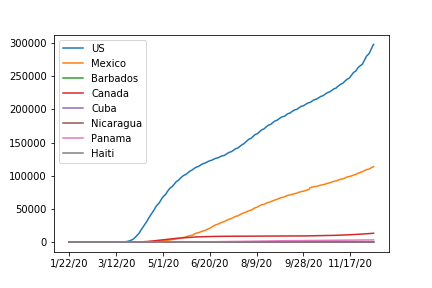 300000
250000
200000
150000
100000
50000
0
US
Mexico
Barbados
Canada
Cuba
Nicaragua
Panama
Haiti
1/22/20 3/12/20 5/1/20 6/20/20 8/9/20 9/28/20 11/17/20